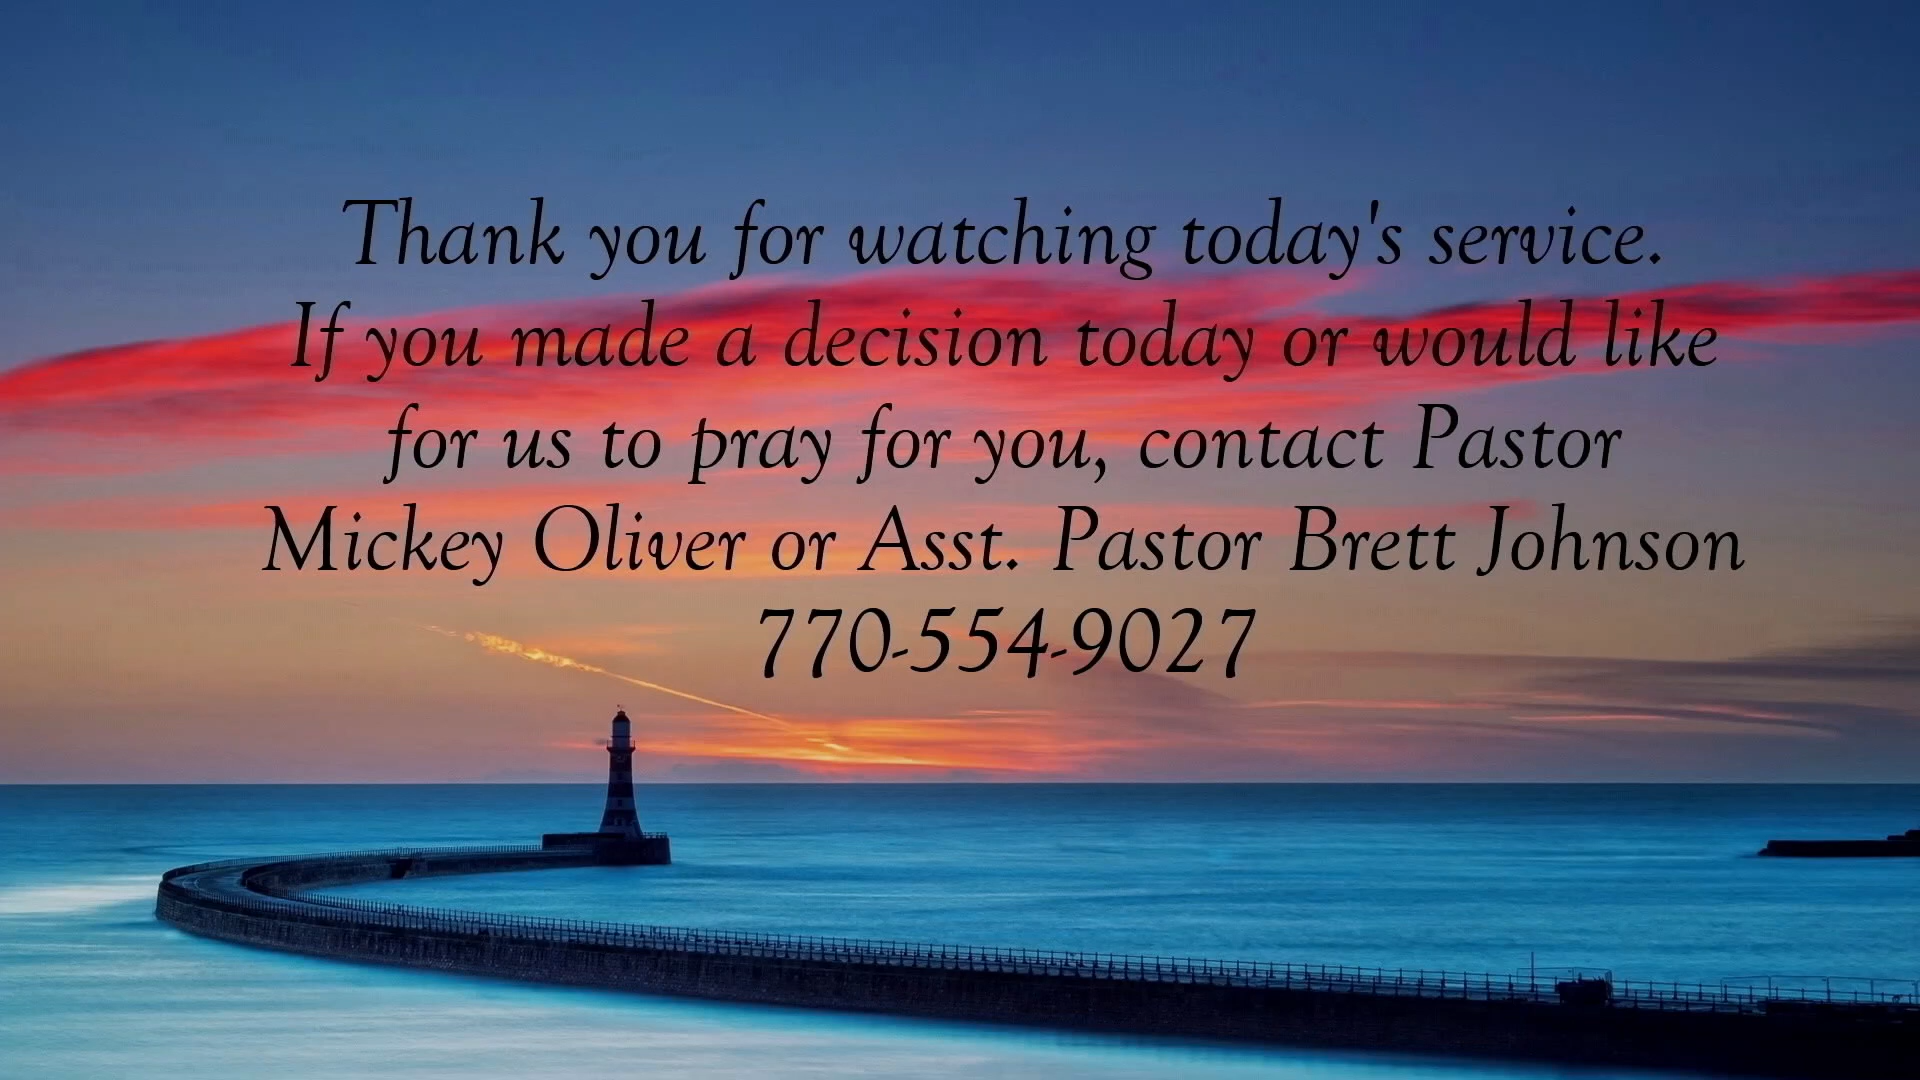 Thank you for watching today's service.
If you made a decision today or would like
for us to pray for you, contact Pastor
Mickey Oliver or Asst. Pastor Brett Johnson
770-554-9027